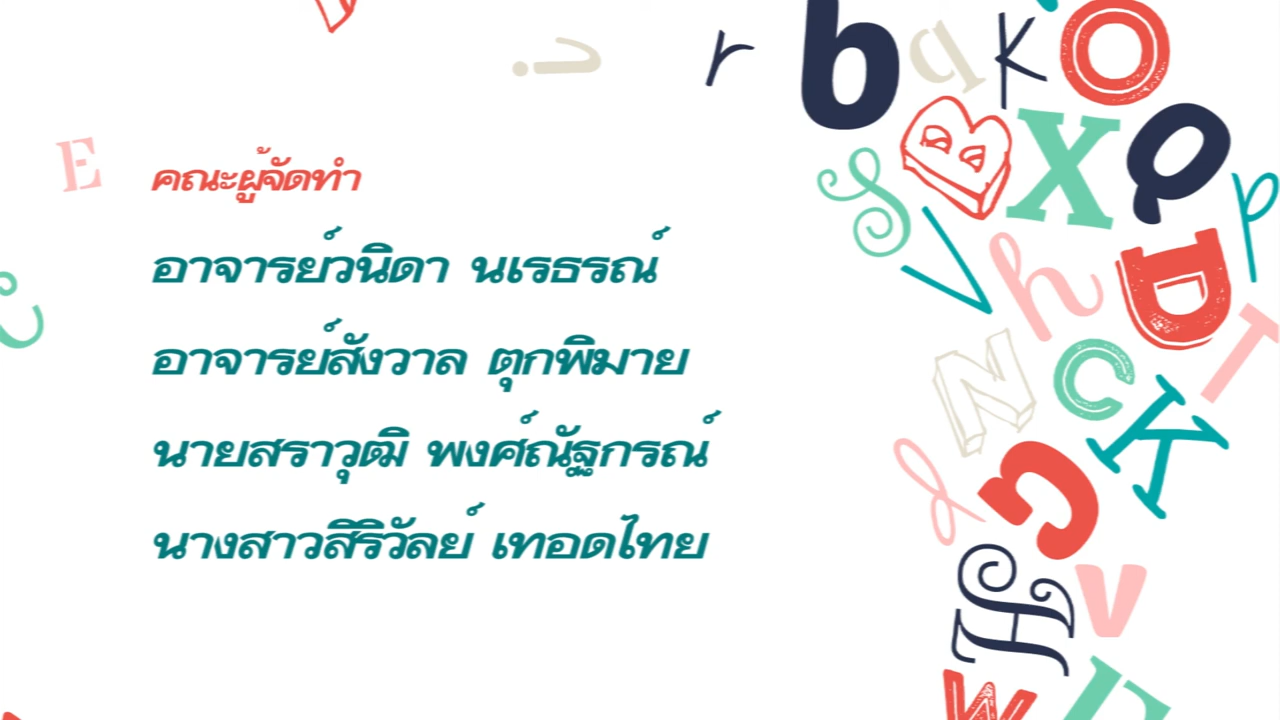 คณะผู้จัดทำ
อาจารย์วนิดา นเรธรณ์
อาจารย์สังวาล ตุกพิมาย
นายสราวุฒิ พงศ์ณัฐกรณ์
นางสาวสิริวัลย์ เทอดไทย